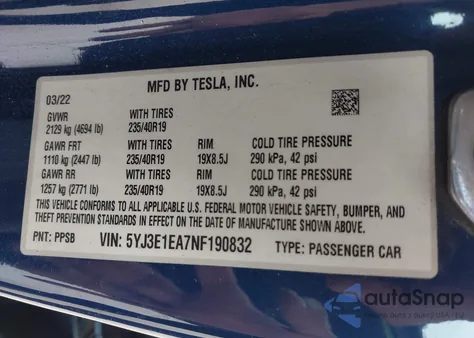 MFD BY TESLA, INC.
03/22
GVWR WITH TIRES
2129 kg (4694 lb) 235/40R19
GAWR FRT WITH TIRES RIM COLD TIRE PRESSURE
1110 kg (2447 lb) 235/40R19 19X8.5J 290 kPa, 42 psi
GAWR RR WITH TIRES RIM COLD TIRE PRESSURE
1257 kg (2771 lb) 235/40R19 19X8.5J 290 kPa, 42 psi
THIS VEHICLE CONFORMS TO ALL APPLICABLE U.S. FEDERAL MOTOR VEHICLE SAFETY, BUMPER, AND
THEFT PREVENTION STANDARDS IN EFFECT ON THE DATE OF MANUFACTURE SHOWN ABOVE.
PNT: PPSB VIN: 5YJ3E1EA7NF190832 TYPE: PASSENGER CAR
autoSnap